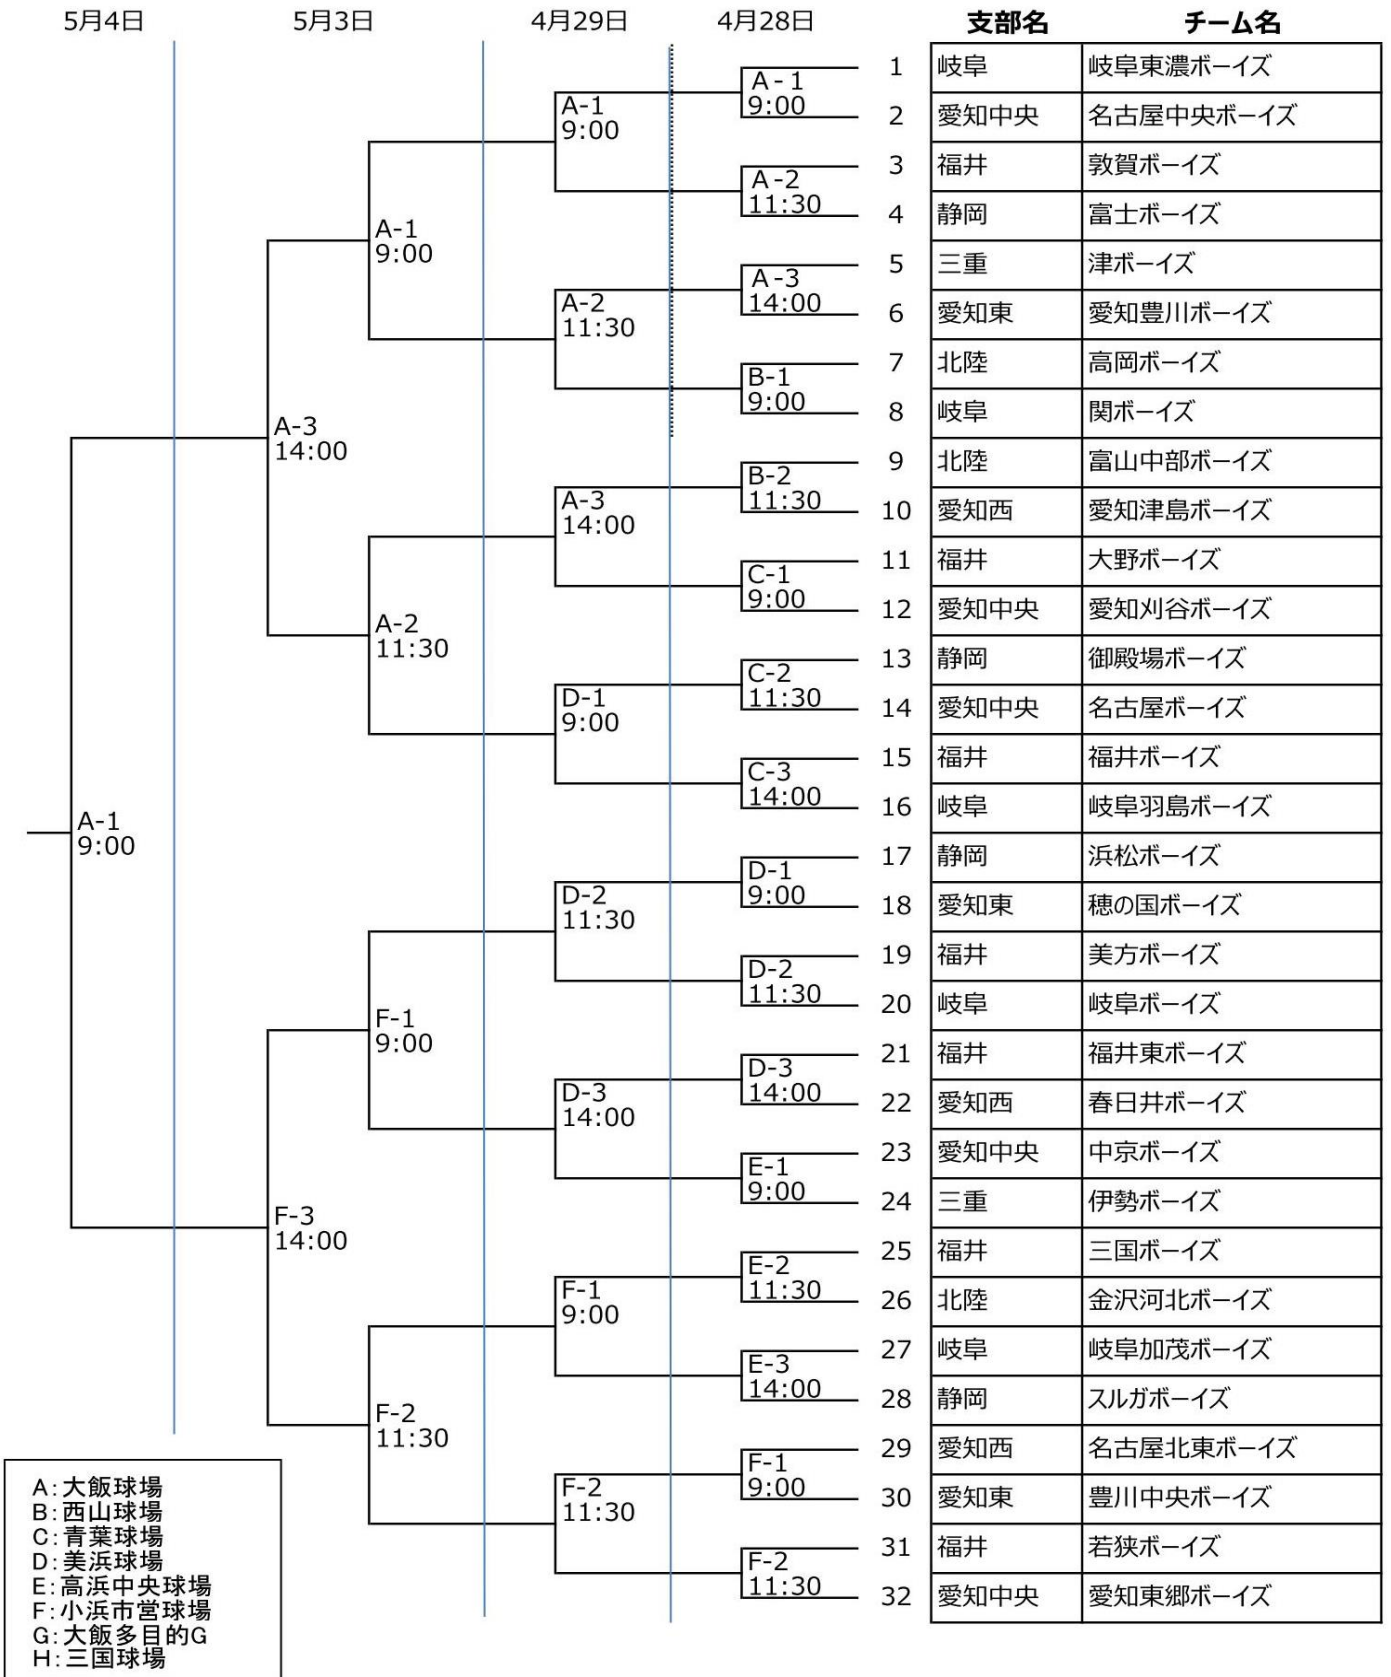 5月4日 5月3日 4月29日 4月28日 支部名 チーム名
1 岐阜 岐阜東濃ボーイズ
A-1
9:00
2 愛知中央 名古屋中央ボーイズ
A-1
9:00
3 福井 敦賀ボーイズ
A-2
11:30
4 静岡 富士ボーイズ
A-1
9:00
5 三重 津ボーイズ
A-3
14:00
6 愛知東 愛知豊川ボーイズ
A-2
11:30
7 北陸 高岡ボーイズ
B-1
9:00
8 岐阜 関ボーイズ
A-3
14:00
9 北陸 富山中部ボーイズ
B-2
11:30
10 愛知西 愛知津島ボーイズ
A-3
14:00
11 福井 大野ボーイズ
C-1
9:00
12 愛知中央 愛知刈谷ボーイズ
A-2
11:30
13 静岡 御殿場ボーイズ
C-2
11:30
14 愛知中央 名古屋ボーイズ
D-1
9:00
15 福井 福井ボーイズ
C-3
14:00
16 岐阜 岐阜羽島ボーイズ
A-1
9:00
17 静岡 浜松ボーイズ
D-1
9:00
18 愛知東 穂の国ボーイズ
D-2
11:30
19 福井 美方ボーイズ
D-2
11:30
20 岐阜 岐阜ボーイズ
F-1
9:00
21 福井 福井東ボーイズ
D-3
14:00
22 愛知西 春日井ボーイズ
D-3
14:00
23 愛知中央 中京ボーイズ
E-1
9:00
24 三重 伊勢ボーイズ
F-3
14:00
25 福井 三国ボーイズ
E-2
11:30
26 北陸 金沢河北ボーイズ
F-1
9:00
27 岐阜 岐阜加茂ボーイズ
E-3
14:00
28 静岡 スルガボーイズ
F-2
11:30
29 愛知西 名古屋北東ボーイズ
F-1
9:00
30 愛知東 豊川中央ボーイズ
F-2
11:30
31 福井 若狭ボーイズ
F-2
11:30
32 愛知中央 愛知東郷ボーイズ
A:大飯球場
B:西山球場
C:青葉球場
D:美浜球場
E:高浜中央球場
F:小浜市営球場
G:大飯多目的G
H:三国球場